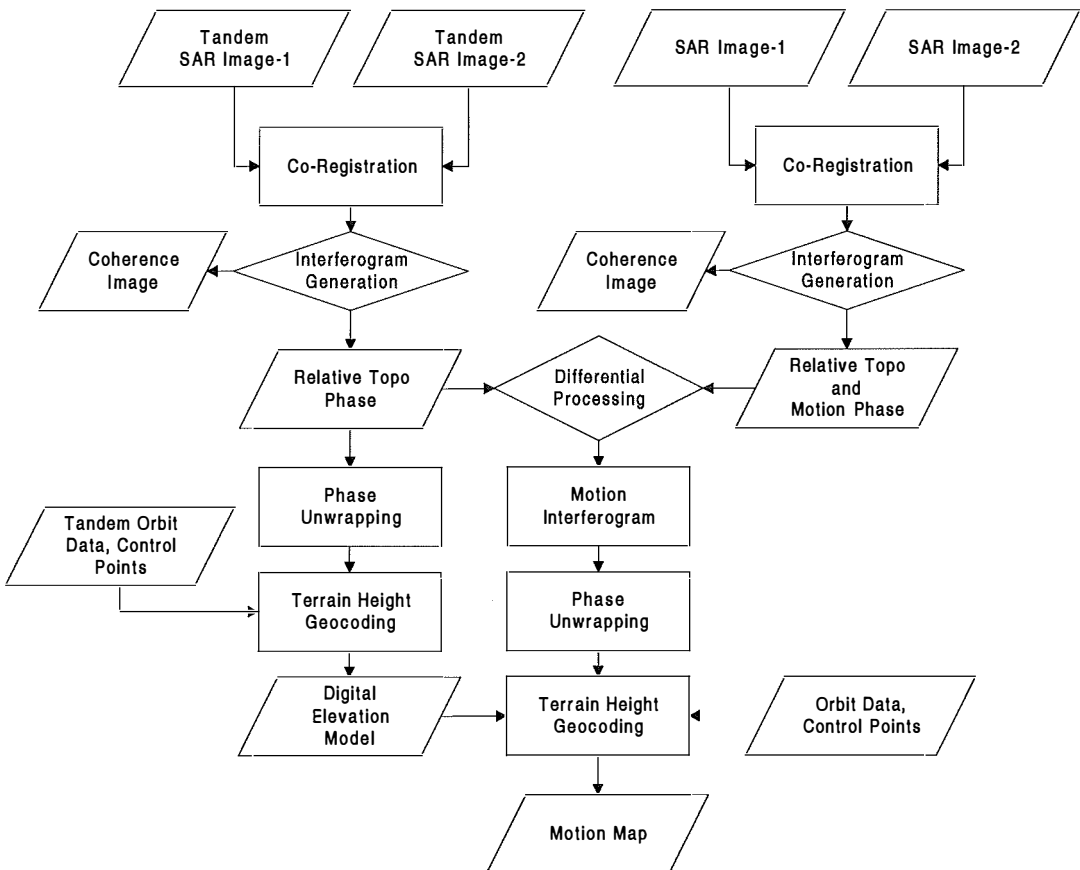 Tandem
SAR Image-1
Tandem
SAR Image-2
SAR Image-1
SAR Image-2
Co-Registration
Co-Registration
Coherence
Image
Interferogram
Generation
Coherence
Image
Interferogram
Generation
Relative Topo
Phase
Differential
Processing
Relative Topo
and
Motion Phase
Phase
Unwrapping
Motion
Interferogram
Tandem Orbit
Data, Control
Points
Terrain Height
Geocoding
Phase
Unwrapping
Digital
Elevation
Model
Terrain Height
Geocoding
Orbit Data,
Control Points
Motion Map